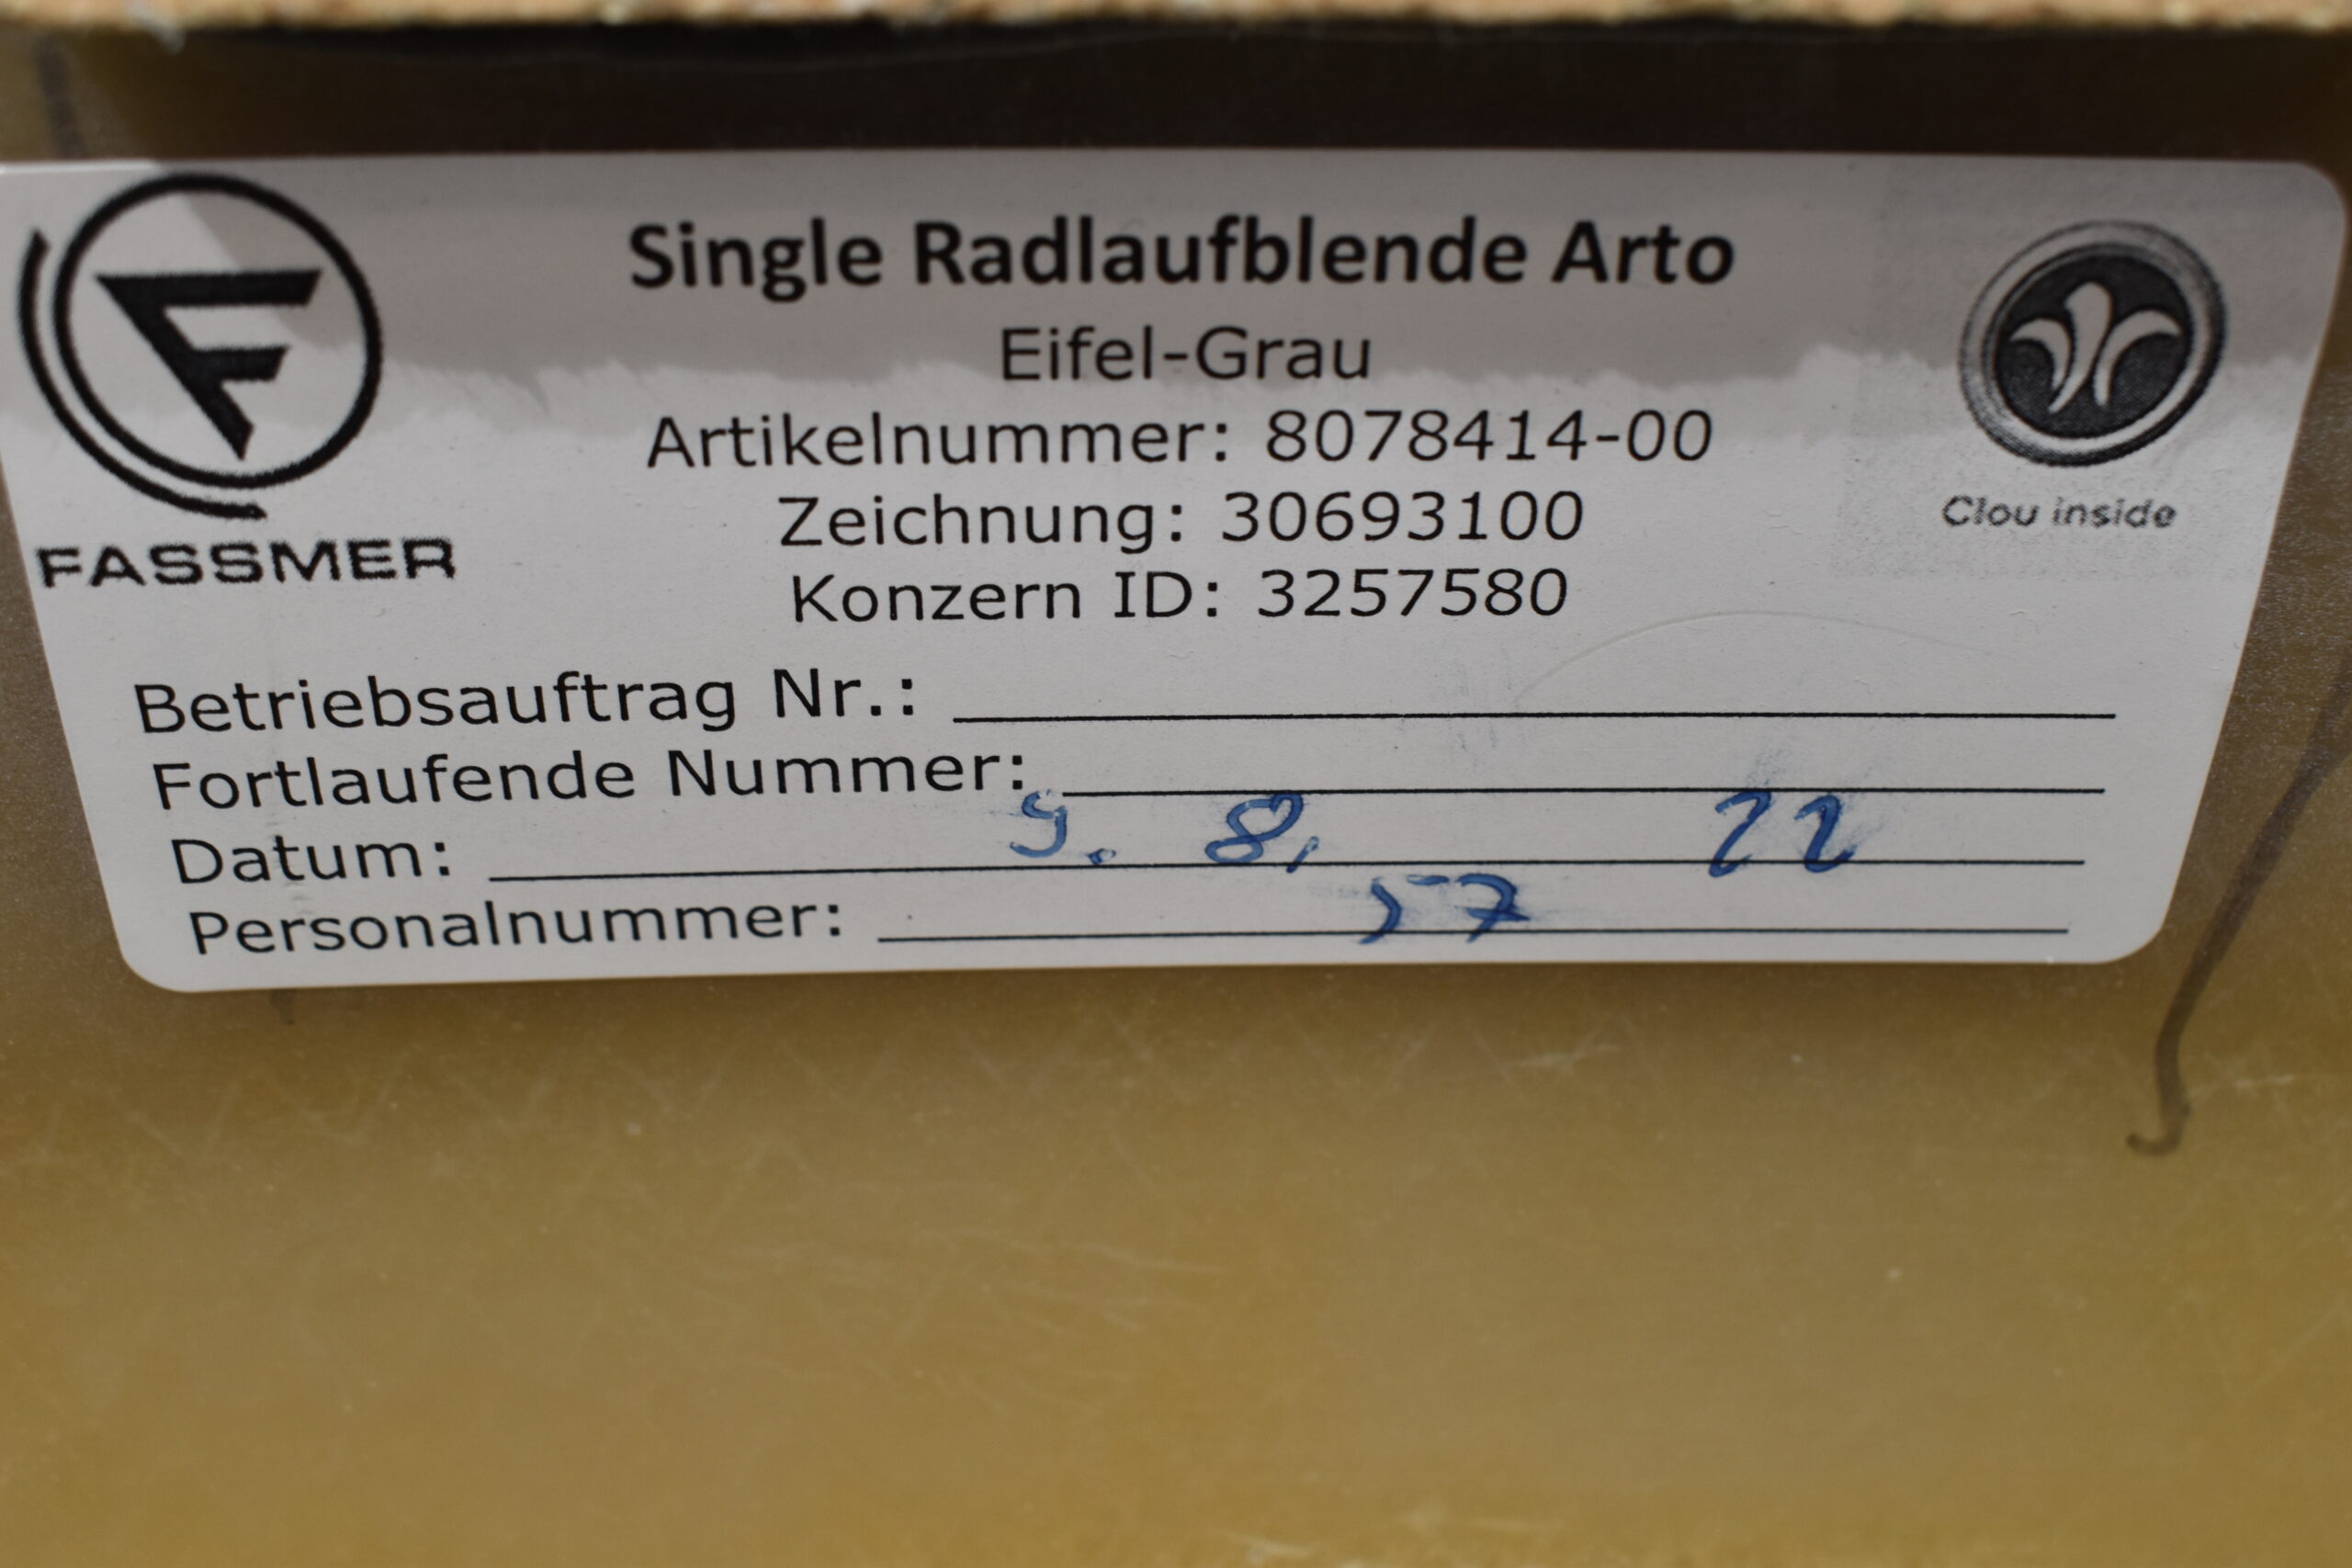 Single Radlaufblende Arto
Eifel-Grau
Artikelnummer: 8078414-00
Zeichnung: 30693100
Konzern ID: 3257580
FASSMER
Clou inside
Betriebsauftrag Nr.:
Fortlaufende Nummer:
Datum: 9. 8. 22
Personalnummer: 57